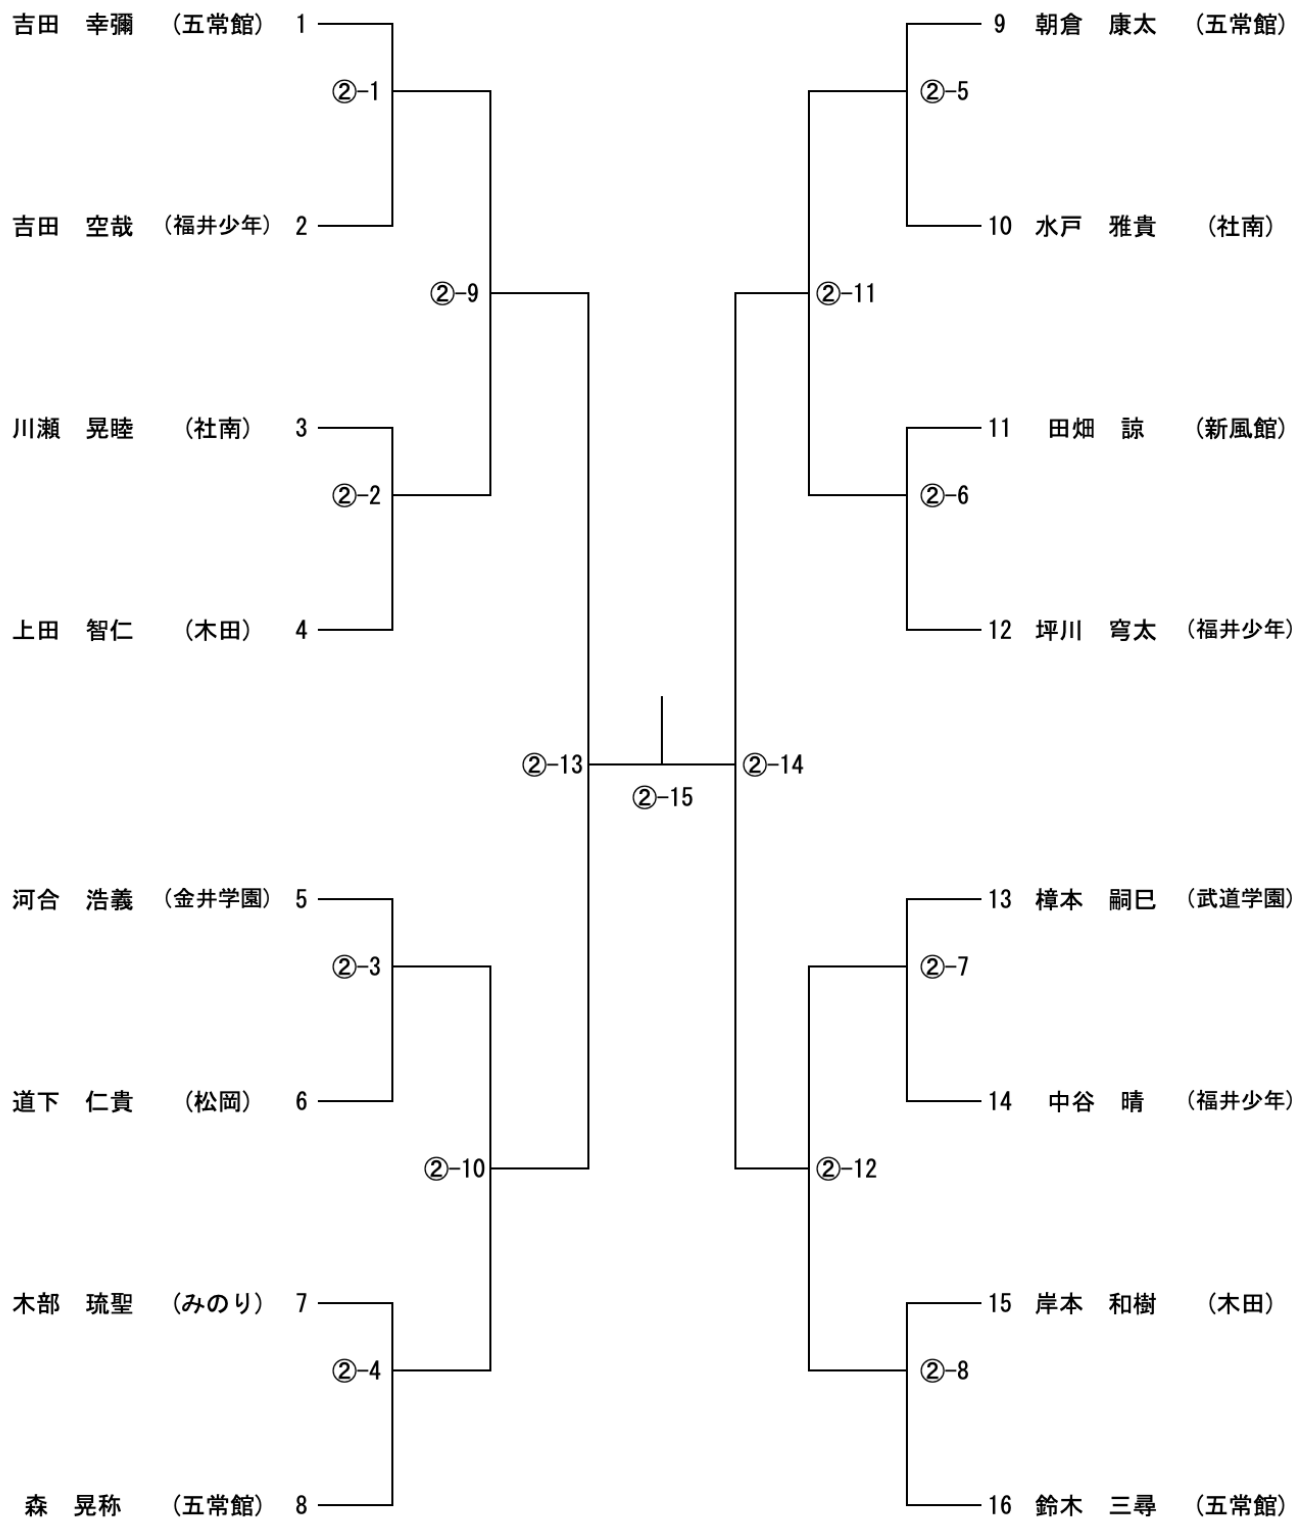 吉田　幸彌　（五常館）　1
②-1
吉田　空哉　（福井少年）　2
②-9
川瀬　晃睦　（社南）　3
②-2
上田　智仁　（木田）　4
②-13
河合　浩義　（金井学園）　5
②-3
道下　仁貴　（松岡）　6
②-10
木部　琉聖　（みのり）　7
②-4
森　晃称　（五常館）　8
②-15
9　朝倉　康太　（五常館）
②-5
10　水戸　雅貴　（社南）
②-11
11　田畑　諒　（新風館）
②-6
12　坪川　穹太　（福井少年）
②-14
13　樟本　嗣巳　（武道学園）
②-7
14　中谷　晴　（福井少年）
②-12
15　岸本　和樹　（木田）
②-8
16　鈴木　三尋　（五常館）